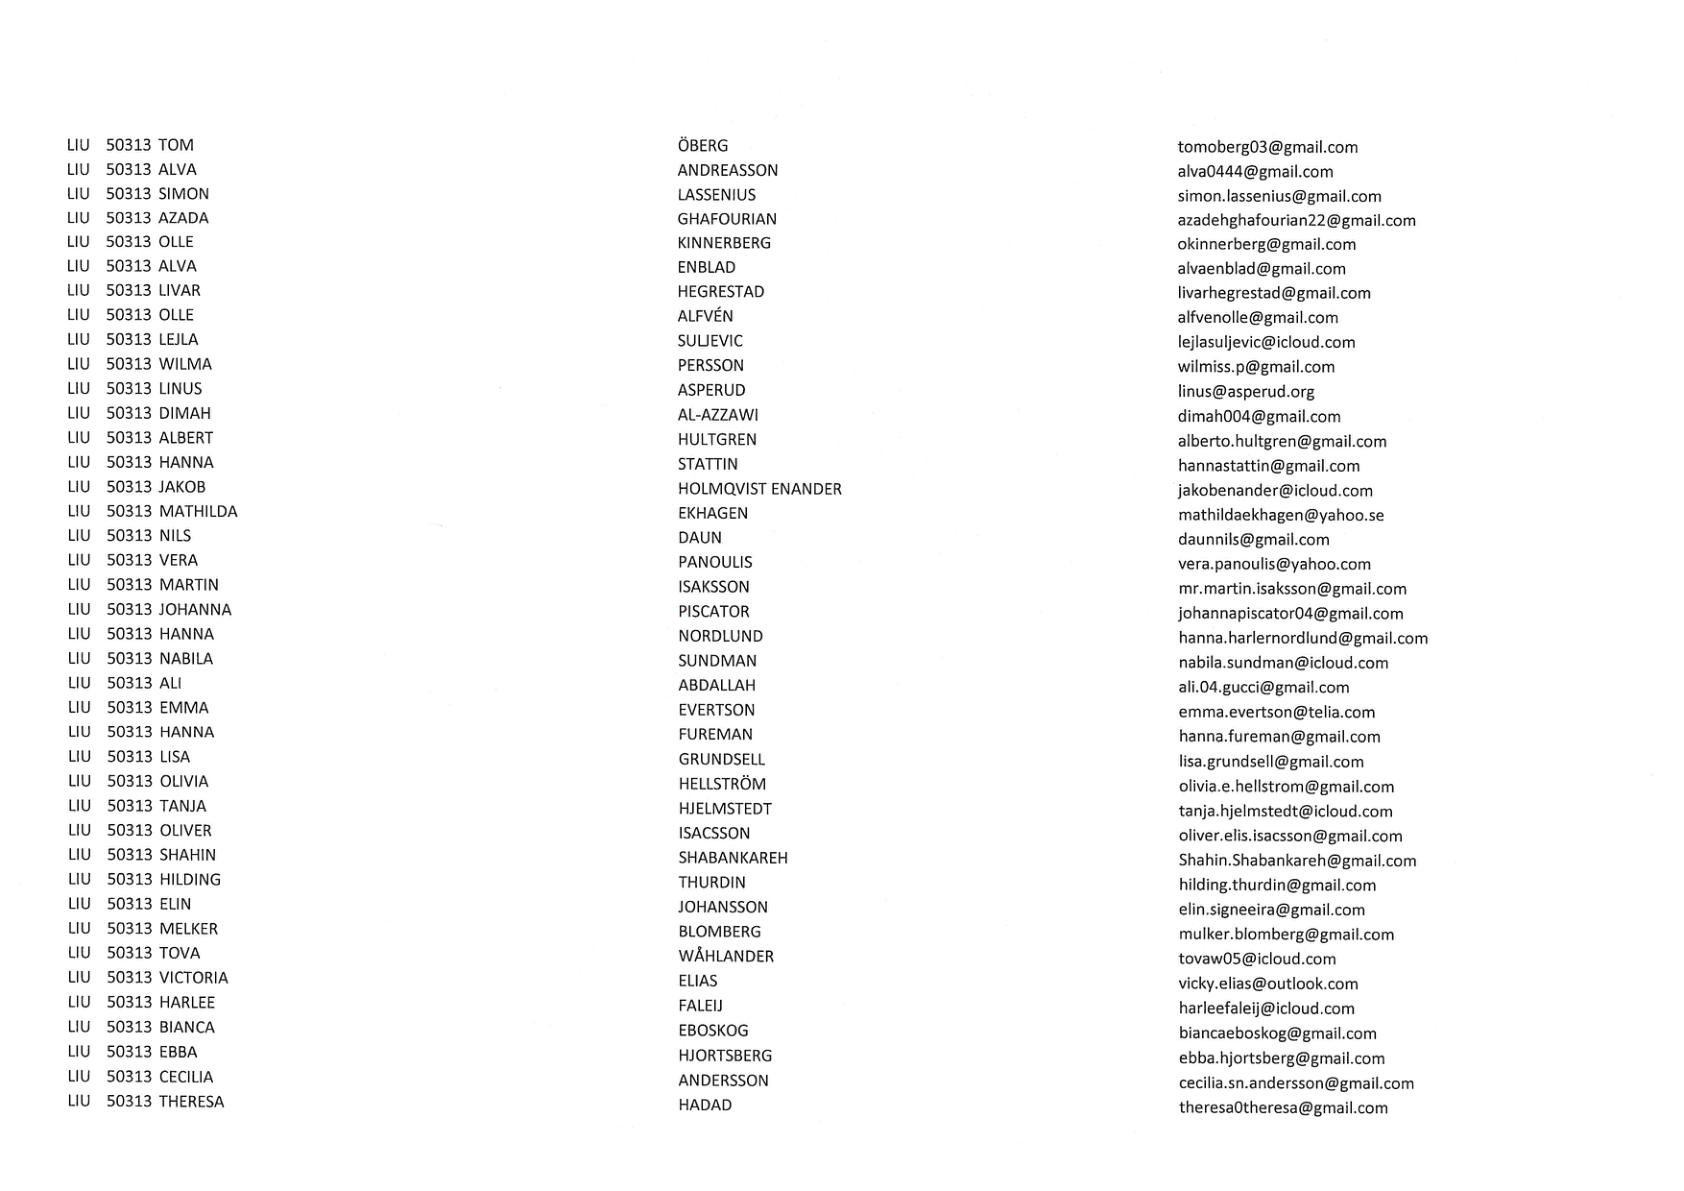 LIU 50313 TOM ÖBERG tomoberg03@gmail.com
LIU 50313 ALVA ANDREASSON alva0444@gmail.com
LIU 50313 SIMON LASSENIUS simon.lassenius@gmail.com
LIU 50313 AZADA GHAFOURIAN azadehghafourian22@gmail.com
LIU 50313 OLLE KINNERBERG okinnerberg@gmail.com
LIU 50313 ALVA ENBLAD alvaenblad@gmail.com
LIU 50313 LIVAR HEGRESTAD livarhegrestad@gmail.com
LIU 50313 OLLE ALFVÉN alfvenolle@gmail.com
LIU 50313 LEJLA SULJEVIC lejlasuljevic@icloud.com
LIU 50313 WILMA PERSSON wilmiss.p@gmail.com
LIU 50313 LINUS ASPERUD linus@asperud.org
LIU 50313 DIMAH AL-AZZAWI dimah004@gmail.com
LIU 50313 ALBERT HULTGREN alberto.hultgren@gmail.com
LIU 50313 HANNA STATTIN hannastattin@gmail.com
LIU 50313 JAKOB HOLMQVIST ENANDER jakobenander@icloud.com
LIU 50313 MATHILDA EKHAGEN mathildaekhagen@yahoo.se
LIU 50313 NILS DAUN daunnils@gmail.com
LIU 50313 VERA PANOULIS vera.panoulis@yahoo.com
LIU 50313 MARTIN ISAKSSON mr.martin.isaksson@gmail.com
LIU 50313 JOHANNA PISCATOR johannapiscator04@gmail.com
LIU 50313 HANNA NORDLUND hanna.harlernordlund@gmail.com
LIU 50313 NABILA SUNDMAN nabila.sundman@icloud.com
LIU 50313 ALI ABDALLAH ali.04.gucci@gmail.com
LIU 50313 EMMA EVERTSON emma.evertson@telia.com
LIU 50313 HANNA FUREMAN hanna.fureman@gmail.com
LIU 50313 LISA GRUNDSELL lisa.grundsell@gmail.com
LIU 50313 OLIVIA HELLSTRÖM olivia.e.hellstrom@gmail.com
LIU 50313 TANJA HJELMSTEDT tanja.hjelmstedt@icloud.com
LIU 50313 OLIVER ISACSSON oliver.elis.isacsson@gmail.com
LIU 50313 SHAHIN SHABANKAREH Shahin.Shabankareh@gmail.com
LIU 50313 HILDING THURDIN hilding.thurdin@gmail.com
LIU 50313 ELIN JOHANSSON elin.signeeira@gmail.com
LIU 50313 MELKER BLOMBERG mulker.blomberg@gmail.com
LIU 50313 TOVA WÅHLANDER tovaw05@icloud.com
LIU 50313 VICTORIA ELIAS vicky.elias@outlook.com
LIU 50313 HARLEE FALEIJ harleefaleij@icloud.com
LIU 50313 BIANCA EBOSKOG biancaeboskog@gmail.com
LIU 50313 EBBA HJORTSBERG ebba.hjortsberg@gmail.com
LIU 50313 CECILIA ANDERSSON cecilia.sn.andersson@gmail.com
LIU 50313 THERESA HADAD theresa0theresa@gmail.com